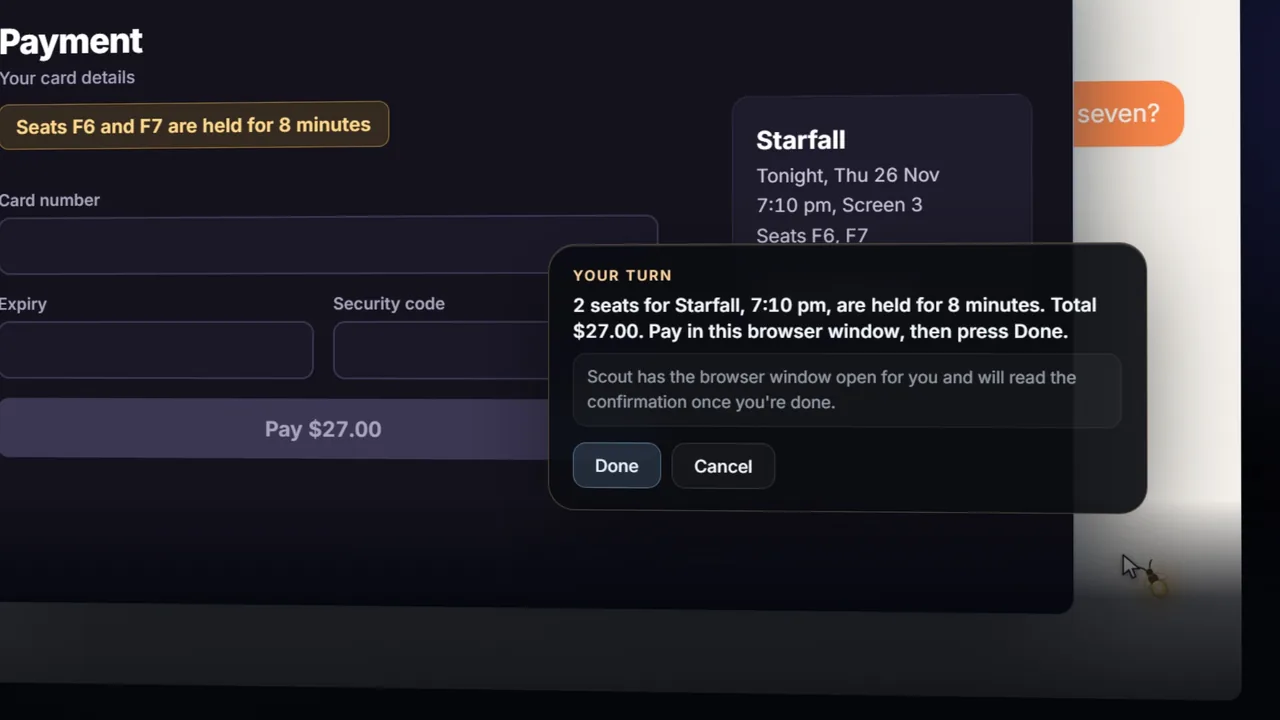 Payment
Your card details
Seats F6 and F7 are held for 8 minutes
seven?
Starfall
Tonight, Thu 26 Nov
7:10 pm, Screen 3
Seats F6, F7
Card number
Expiry
Security code
Pay $27.00
YOUR TURN
2 seats for Starfall, 7:10 pm, are held for 8 minutes. Total
$27.00. Pay in this browser window, then press Done.
Scout has the browser window open for you and will read the
confirmation once you're done.
Done
Cancel